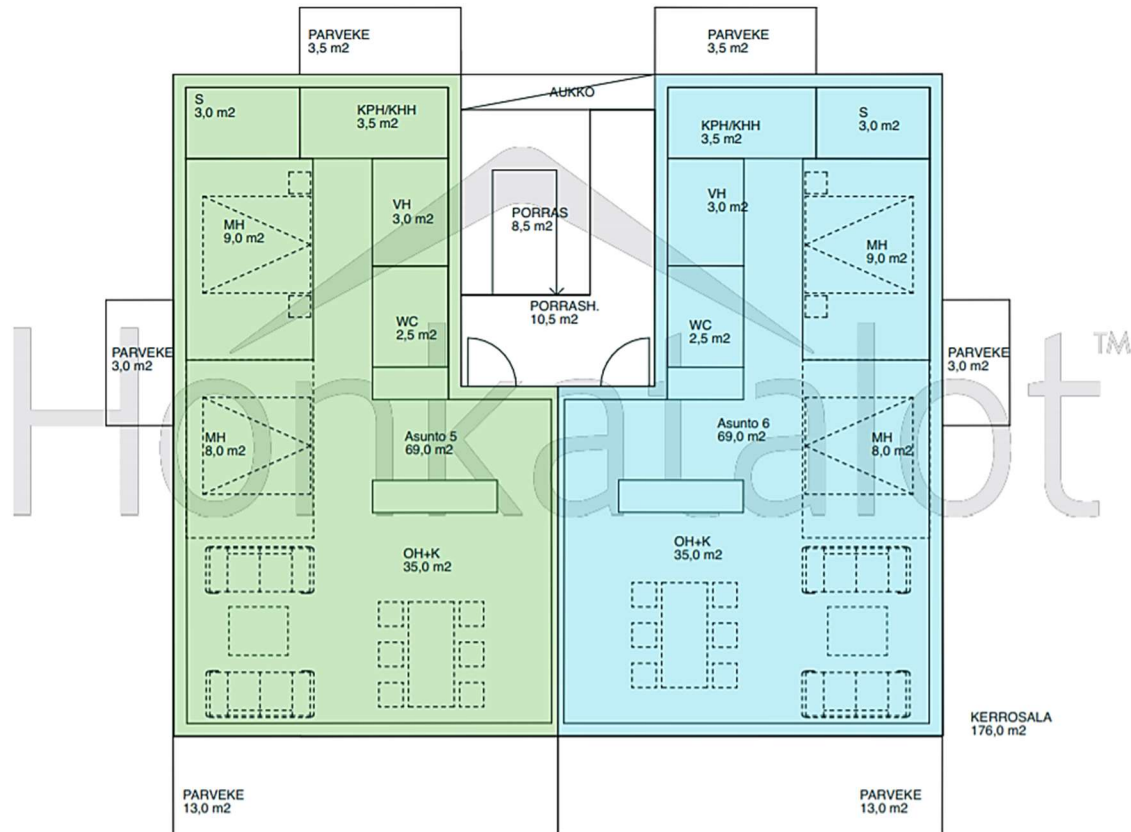 PARVEKE
3,5 m2
PARVEKE
3,5 m2
AUKKO
S
3,0 m2
KPH/KHH
3,5 m2
KPH/KHH
3,5 m2
S
3,0 m2
VH
3,0 m2
VH
3,0 m2
MH
9,0 m2
PORRAS
8,5 m2
MH
9,0 m2
PORRASH.
10,5 m2
WC
2,5 m2
WC
2,5 m2
PARVEKE
3,0 m2
PARVEKE
3,0 m2
Honkatalot™
MH
8,0 m2
Asunto 5
69,0 m2
Asunto 6
69,0 m2
MH
8,0 m2
OH+K
35,0 m2
OH+K
35,0 m2
KERROSALA
176,0 m2
PARVEKE
13,0 m2
PARVEKE
13,0 m2